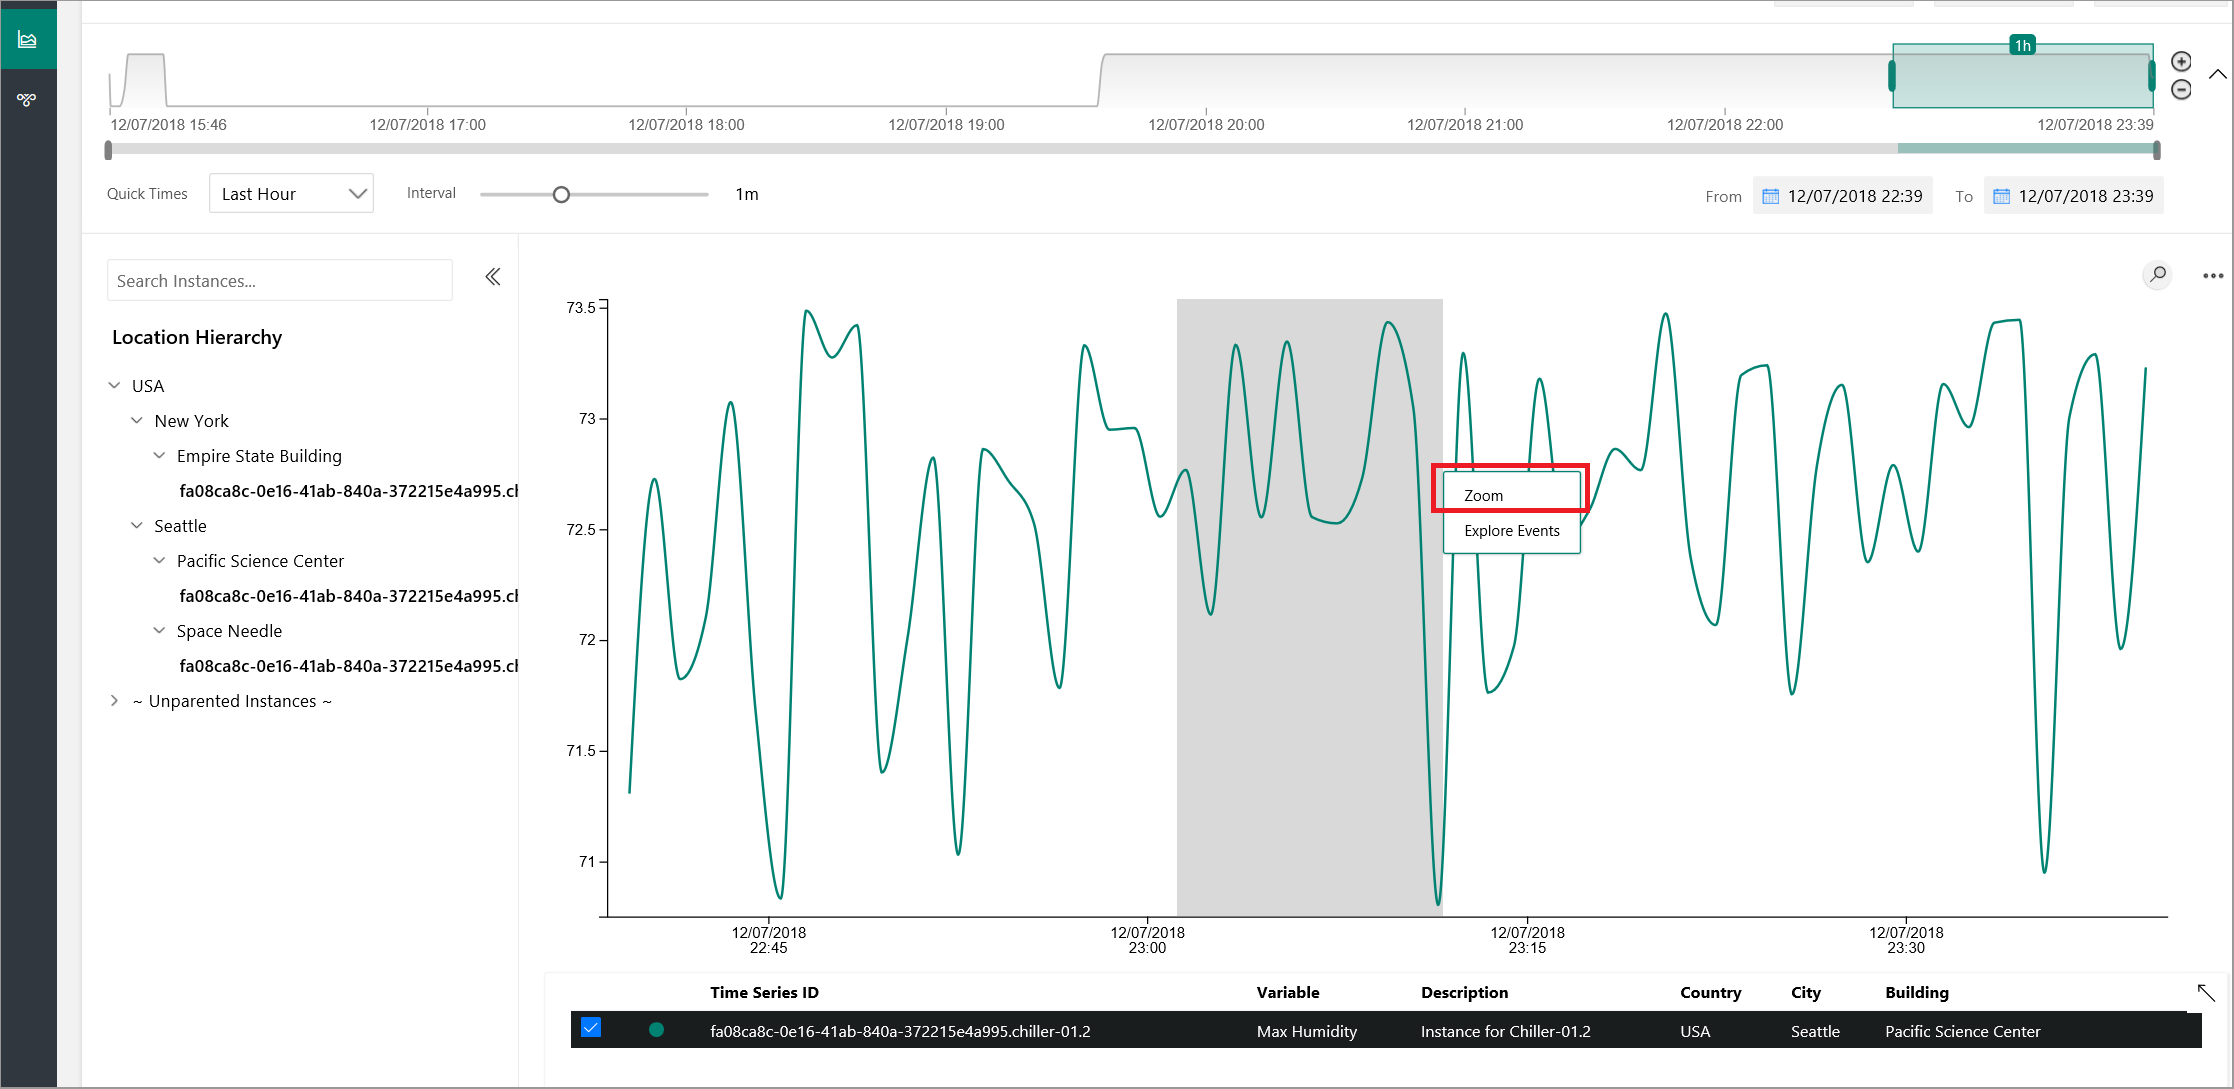 1h
12/07/2018 15:46 12/07/2018 17:00 12/07/2018 18:00 12/07/2018 19:00 12/07/2018 20:00 12/07/2018 21:00 12/07/2018 22:00 12/07/2018 23:39
Quick Times Last Hour Interval 1m From 12/07/2018 22:39 To 12/07/2018 23:39
Search Instances...
Location Hierarchy
USA
New York
Empire State Building
fa08ca8c-0e16-41ab-840a-372215e4a995.ch
Seattle
Pacific Science Center
fa08ca8c-0e16-41ab-840a-372215e4a995.ch
Space Needle
fa08ca8c-0e16-41ab-840a-372215e4a995.ch
~ Unparented Instances ~
73.5
73
72.5
72
71.5
71
Zoom
Explore Events
12/07/2018 12/07/2018 12/07/2018 12/07/2018
22:45 23:00 23:15 23:30
Time Series ID Variable Description Country City Building
fa08ca8c-0e16-41ab-840a-372215e4a995.chiller-01.2 Max Humidity Instance for Chiller-01.2 USA Seattle Pacific Science Center